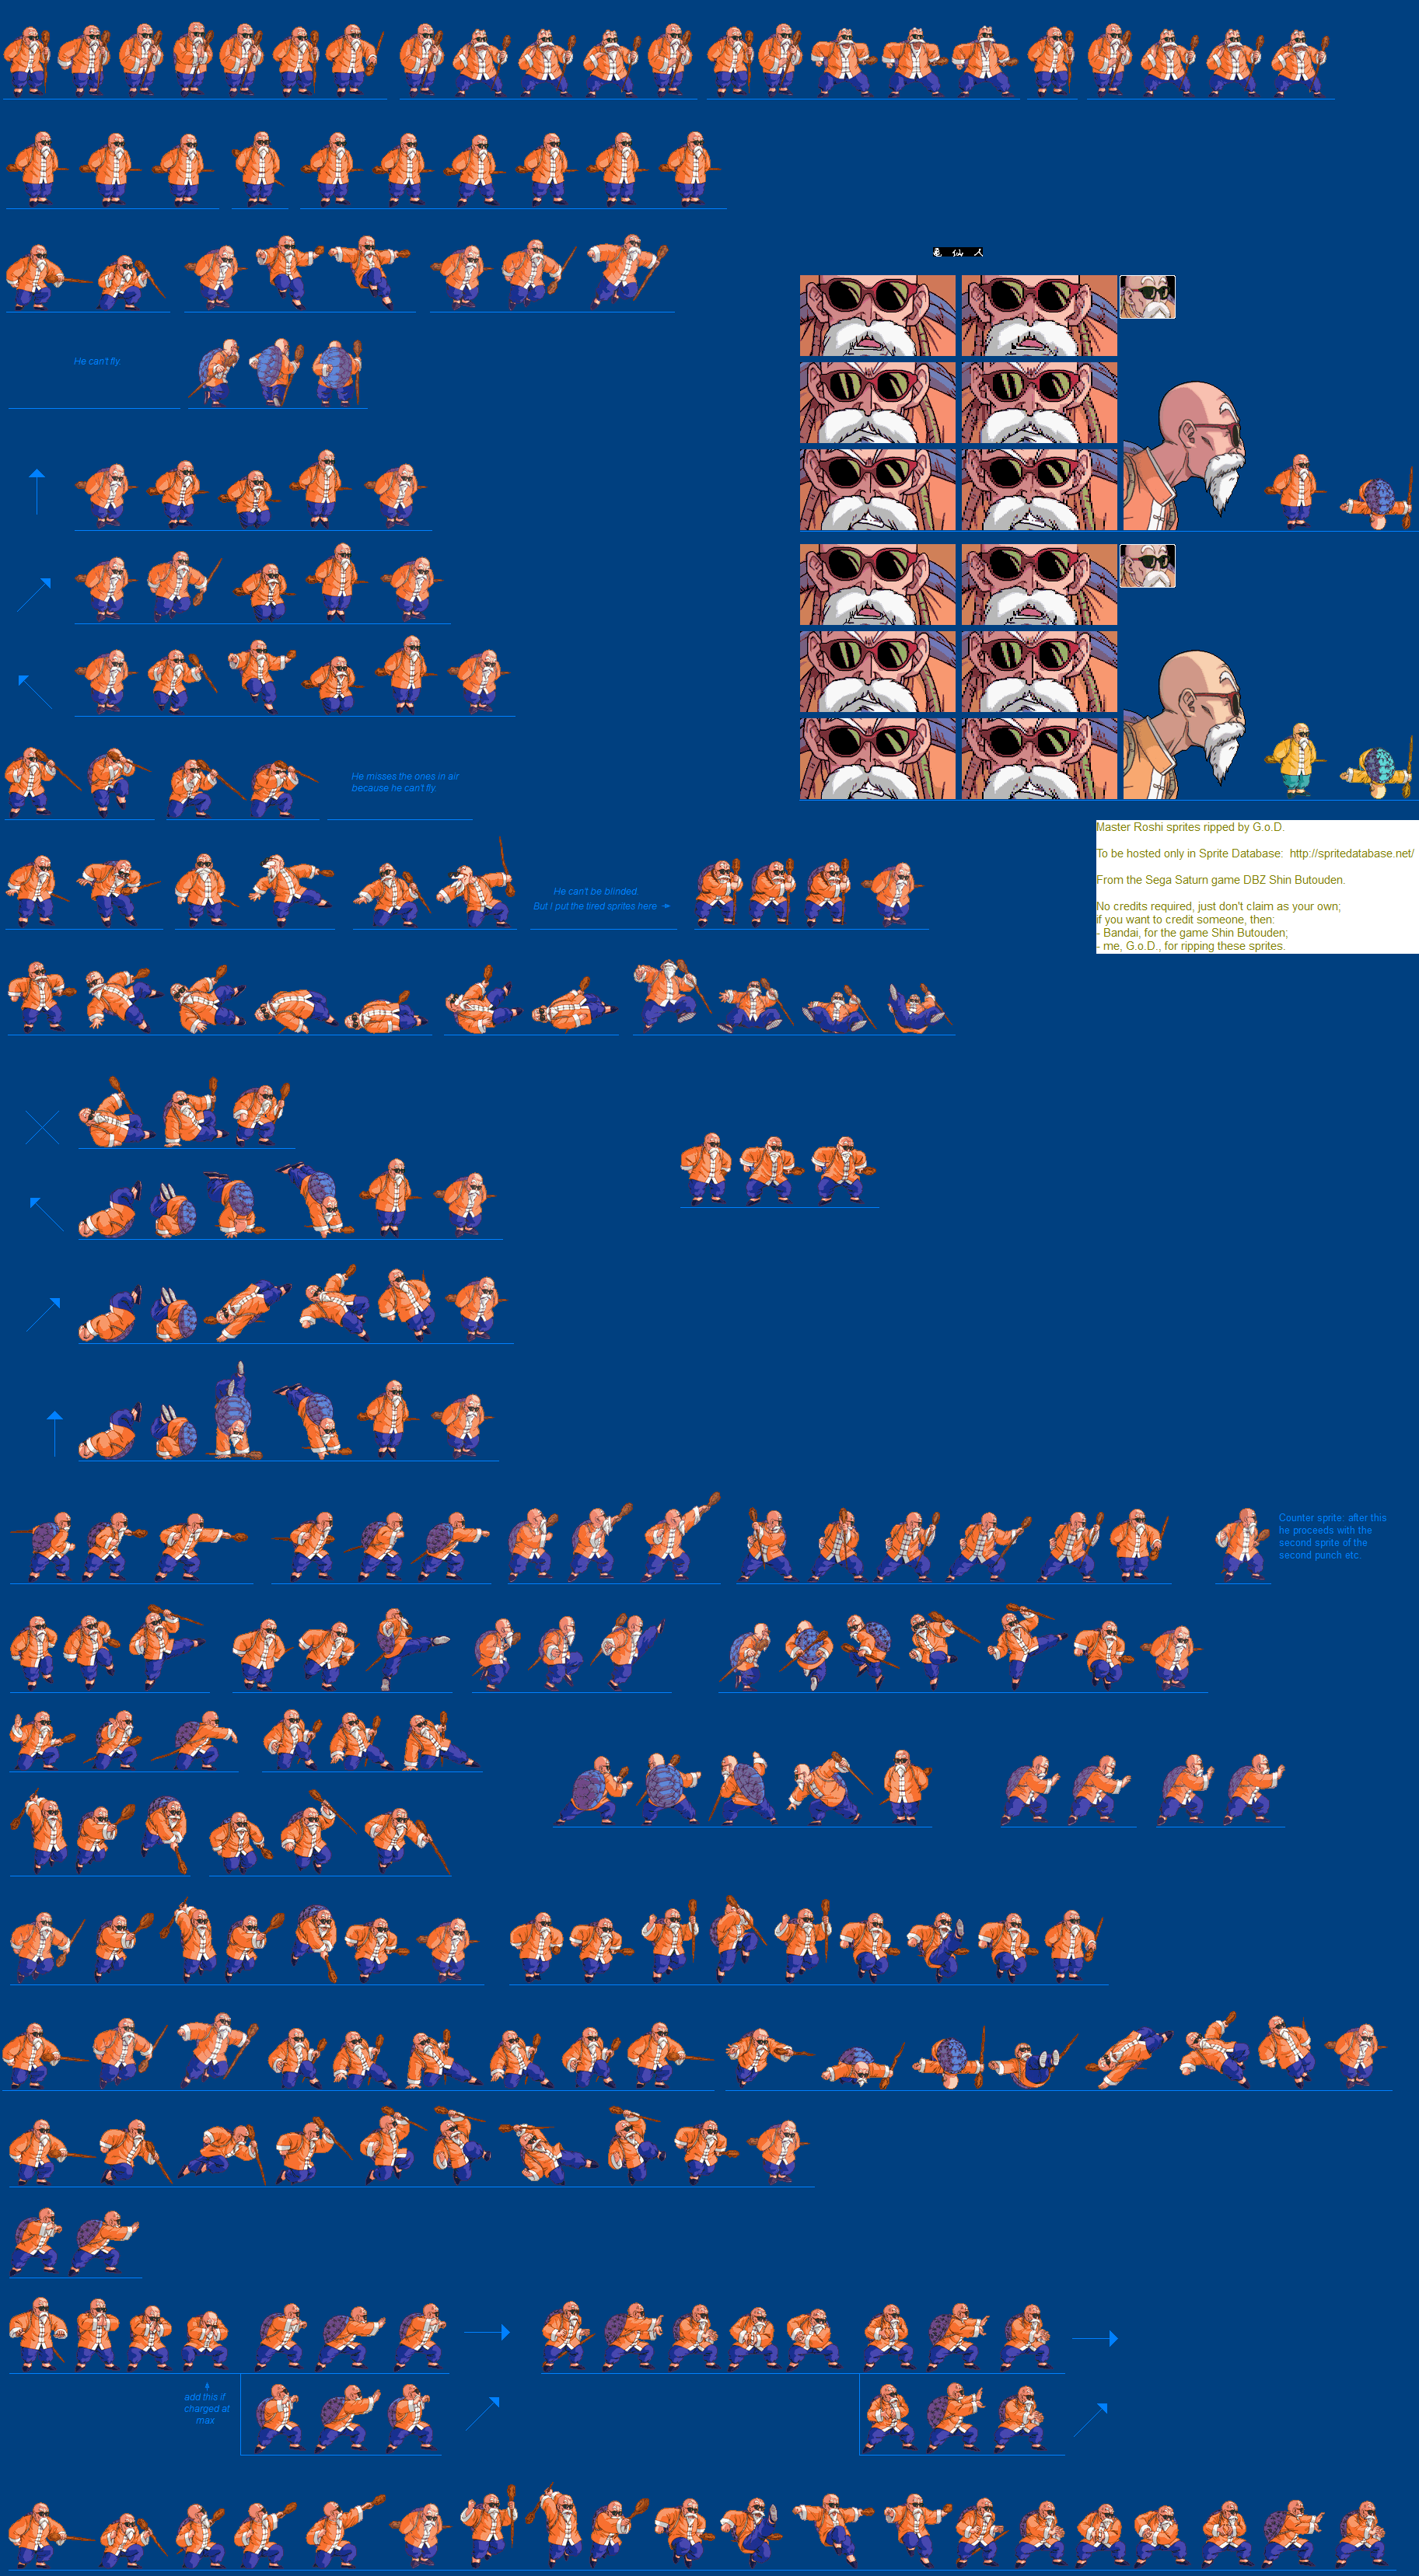 亀 仙 人
He can't fly
He misses the ones in air
because he can't fly.
Master Roshi sprites ripped by G.o.D.
To be hosted only in Sprite Database:  http://spritedatabase.net/
From the Sega Saturn game DBZ Shin Butouden.
No credits required, just don't claim as your own;
if you want to credit someone, then:
- Bandai, for the game Shin Butouden;
- me, G.o.D., for ripping these sprites.
He can't be blinded.
But I put the tired sprites here
Counter sprite: after this
he proceeds with the
second sprite of the
second punch etc.
add this if
charged at
max